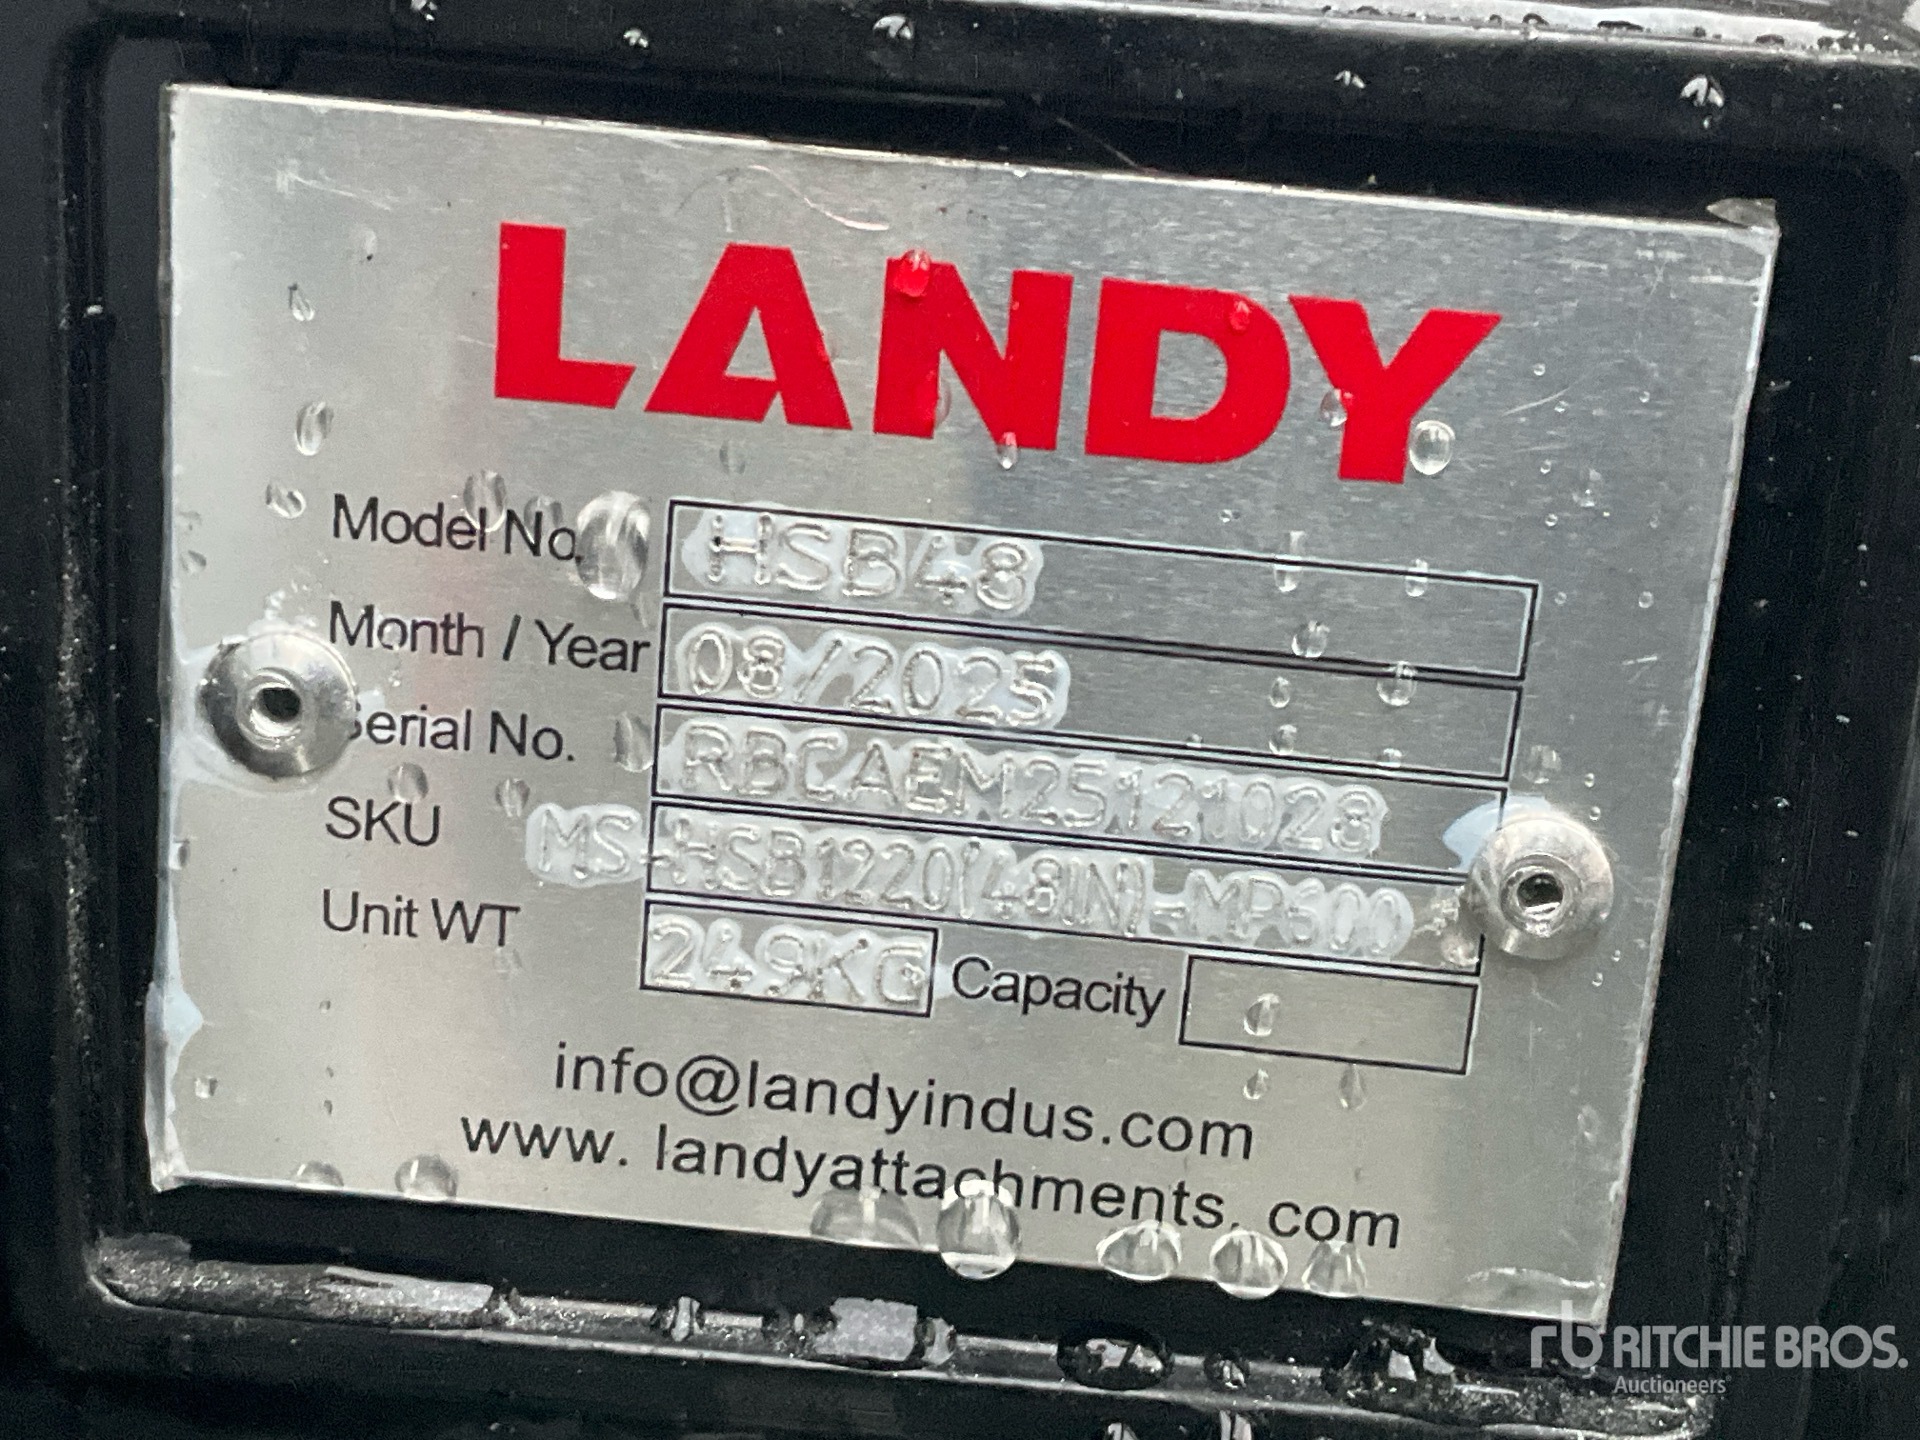 LANDY
Model No. HSB48
Month / Year 08/2025
Serial No. RBCAEM25121028
SKU MS-HSB1220(48IN)-MP600
Unit WT 249KG Capacity
info@landyindus.com
www. landyattachments. com
rb RITCHIE BROS.
Auctioneers